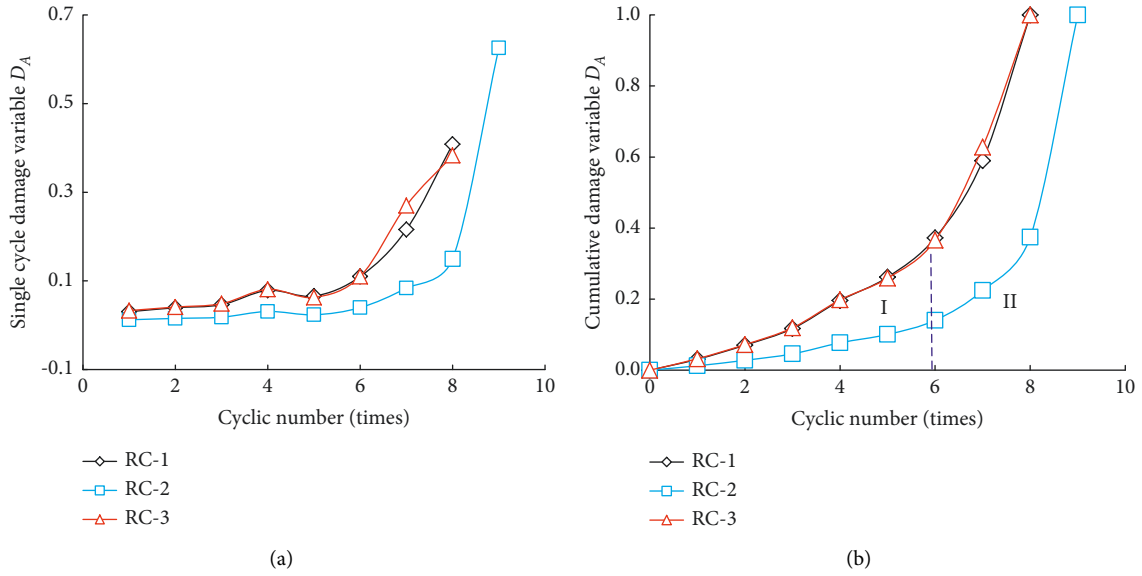 0.7
0.5
0.3
0.1
-0.1
Single cycle damage variable D_A
0 2 4 6 8 10
Cyclic number (times)
RC-1
RC-2
RC-3
(a)
1.0
0.8
0.6
0.4
0.2
0.0
Cumulative damage variable D_A
I
II
0 2 4 6 8 10
Cyclic number (times)
RC-1
RC-2
RC-3
(b)